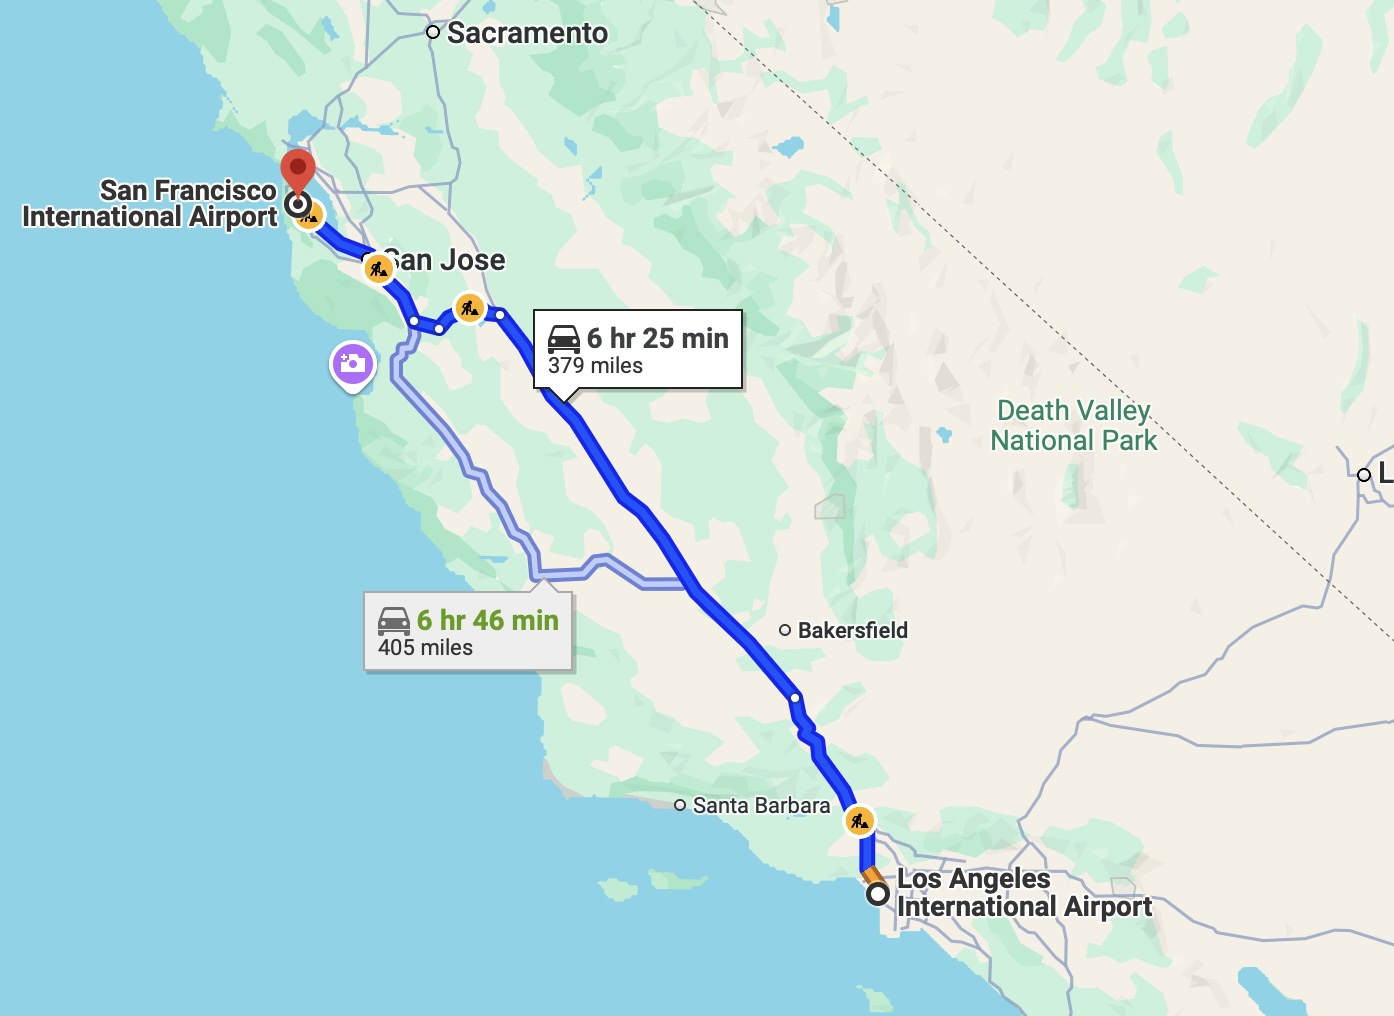 Sacramento
San Francisco
International Airport
San Jose
6 hr 25 min
379 miles
Death Valley
National Park
L
6 hr 46 min
405 miles
Bakersfield
Santa Barbara
Los Angeles
International Airport